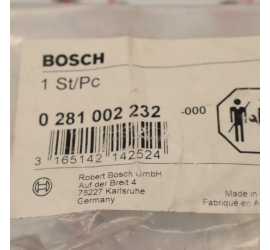 BOSCH
1 St/Pc
0 281 002 232 -000
3 165142 142524
Robert Bosch GmbH
Auf der Breit 4
75227 Karlsruhe
Germany
Made in
Fabriqué en